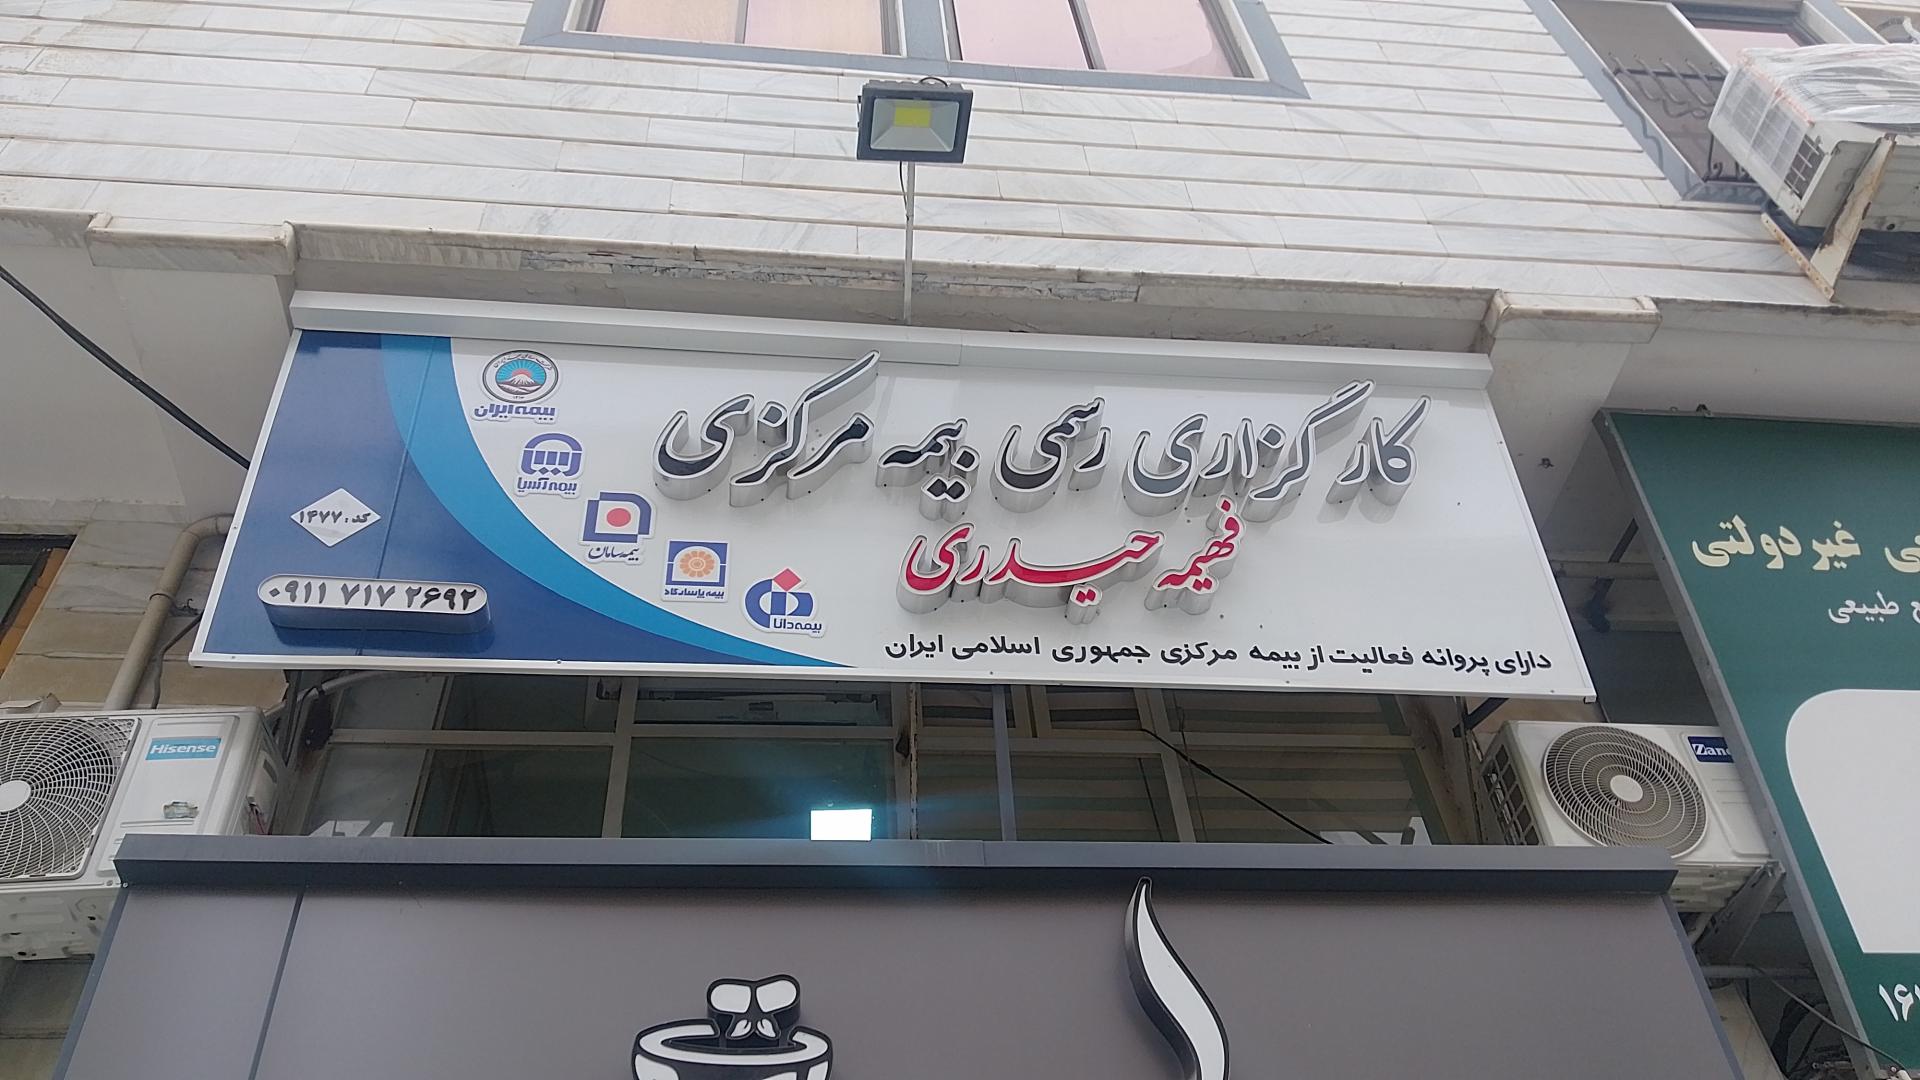 کارگزاری رسمی بیمه مرکزی
فهیمه حیدری
دارای پروانه فعالیت از بیمه مرکزی جمهوری اسلامی ایران
بیمه ایران
بیمه آسیا
بیمه سامان
بیمه پاسارگاد
بیمه دانا
کد: ۱۴۷۷
۰۹۱۱ ۷۱۷ ۲۶۹۲
غیر دولتی
طبیعی
Hisense